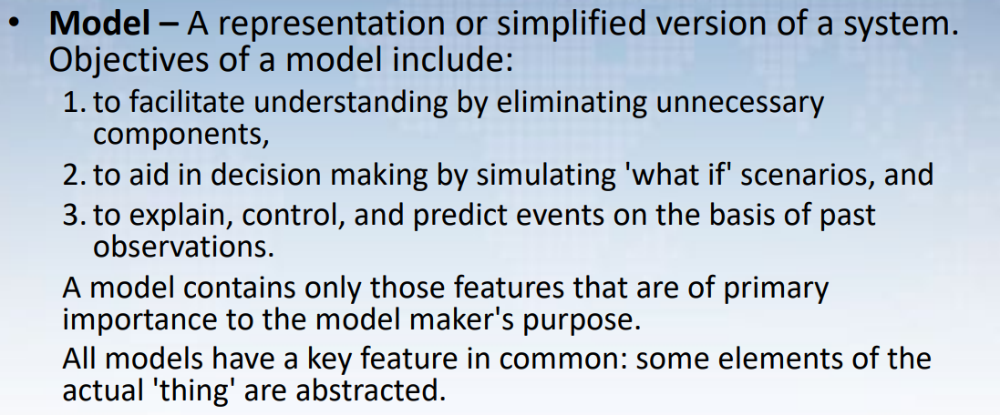 • Model – A representation or simplified version of a system.
Objectives of a model include:
1. to facilitate understanding by eliminating unnecessary
components,
2. to aid in decision making by simulating 'what if' scenarios, and
3. to explain, control, and predict events on the basis of past
observations.
A model contains only those features that are of primary
importance to the model maker's purpose.
All models have a key feature in common: some elements of the
actual 'thing' are abstracted.